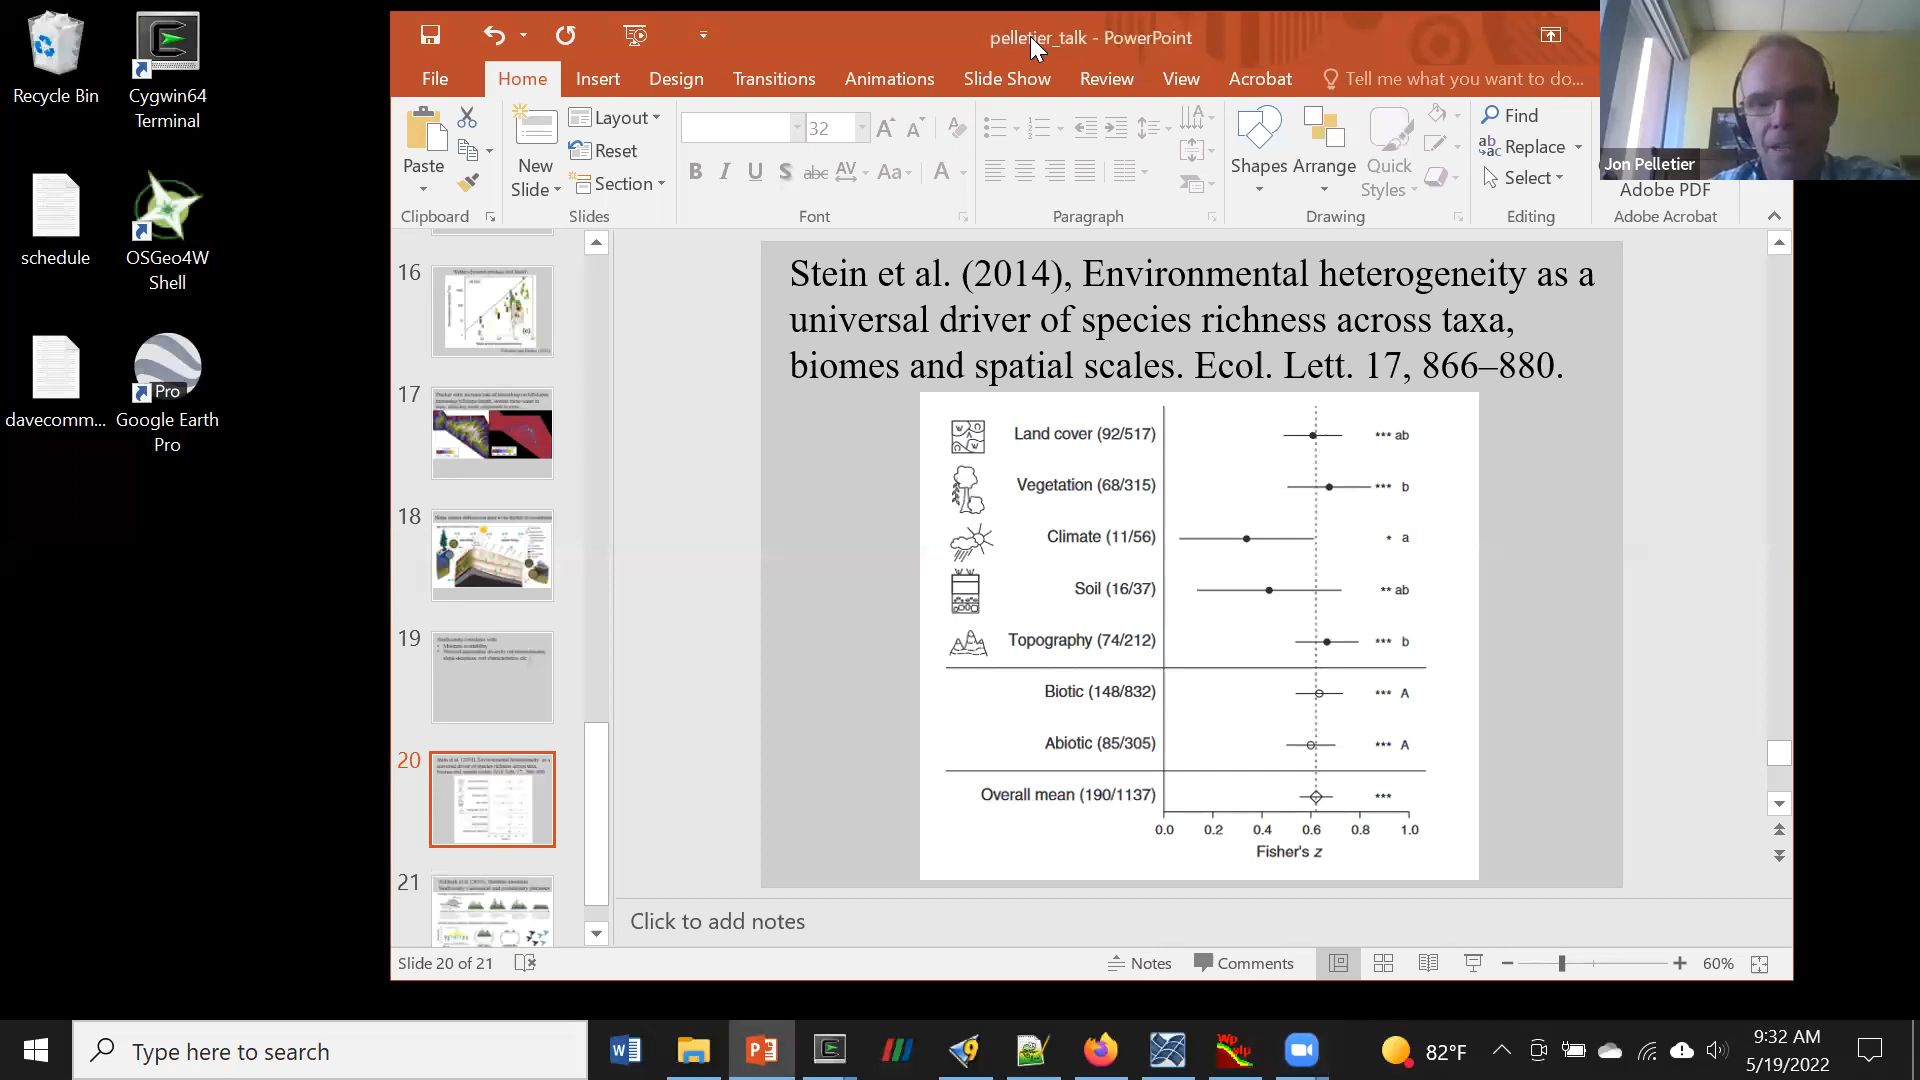 Recycle Bin
Cygwin64
Terminal
schedule
OSGeo4W
Shell
davecomm...
Pro
Google Earth
Pro
pelletier_talk - PowerPoint
File
Home
Insert
Design
Transitions
Animations
Slide Show
Review
View
Acrobat
Tell me what you want to do...
Paste
Clipboard
New
Slide
Layout
Reset
Section
Slides
32
B I U S abc AV Aa A
Font
Paragraph
Shapes
Arrange
Quick
Styles
Drawing
Find
Replace
Select
Editing
Adobe PDF
Adobe Acrobat
Jon Pelletier
16
17
18
19
20
21
Stein et al. (2014), Environmental heterogeneity as a
universal driver of species richness across taxa,
biomes and spatial scales. Ecol. Lett. 17, 866–880.
Land cover (92/517) *** ab
Vegetation (68/315) *** b
Climate (11/56) * a
Soil (16/37) ** ab
Topography (74/212) *** b
Biotic (148/832) *** A
Abiotic (85/305) *** A
Overall mean (190/1137) ***
0.0 0.2 0.4 0.6 0.8 1.0
Fisher's z
Click to add notes
Slide 20 of 21
Notes
Comments
60%
Type here to search
82°F
9:32 AM
5/19/2022